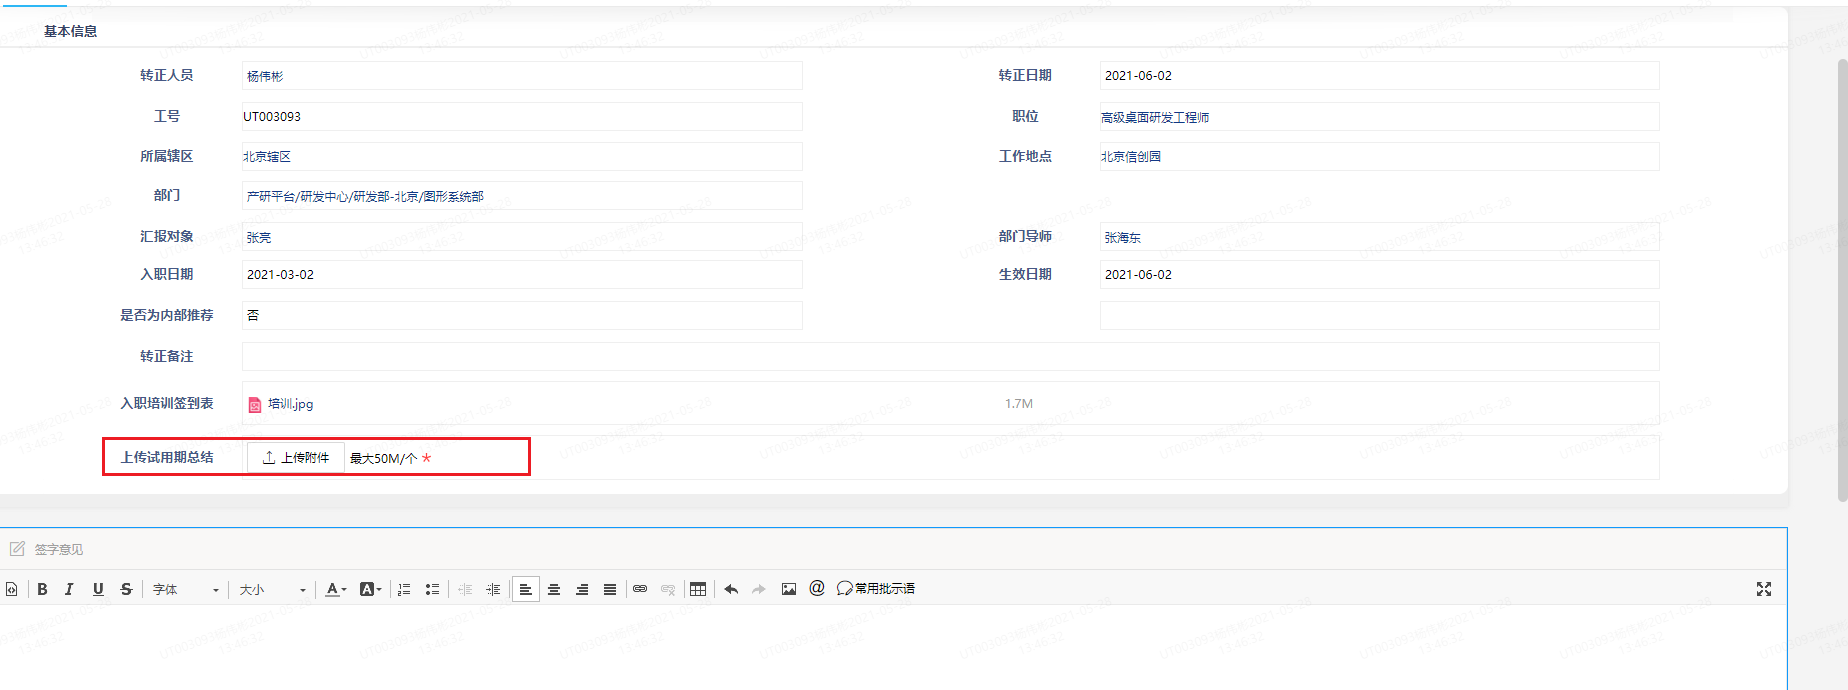 基本信息
转正人员 杨伟彬 转正日期 2021-06-02
工号 UT003093 职位 高级桌面研发工程师
所属辖区 北京辖区 工作地点 北京信创园
部门 产研平台/研发中心/研发部-北京/图形系统部
汇报对象 张亮 部门导师 张海东
入职日期 2021-03-02 生效日期 2021-06-02
是否为内部推荐 否
转正备注
入职培训签到表 培训.jpg 1.7M
上传试用期总结 上传附件 最大50M/个 *
签字意见
B I U S 字体 大小 A A @ 常用批示语